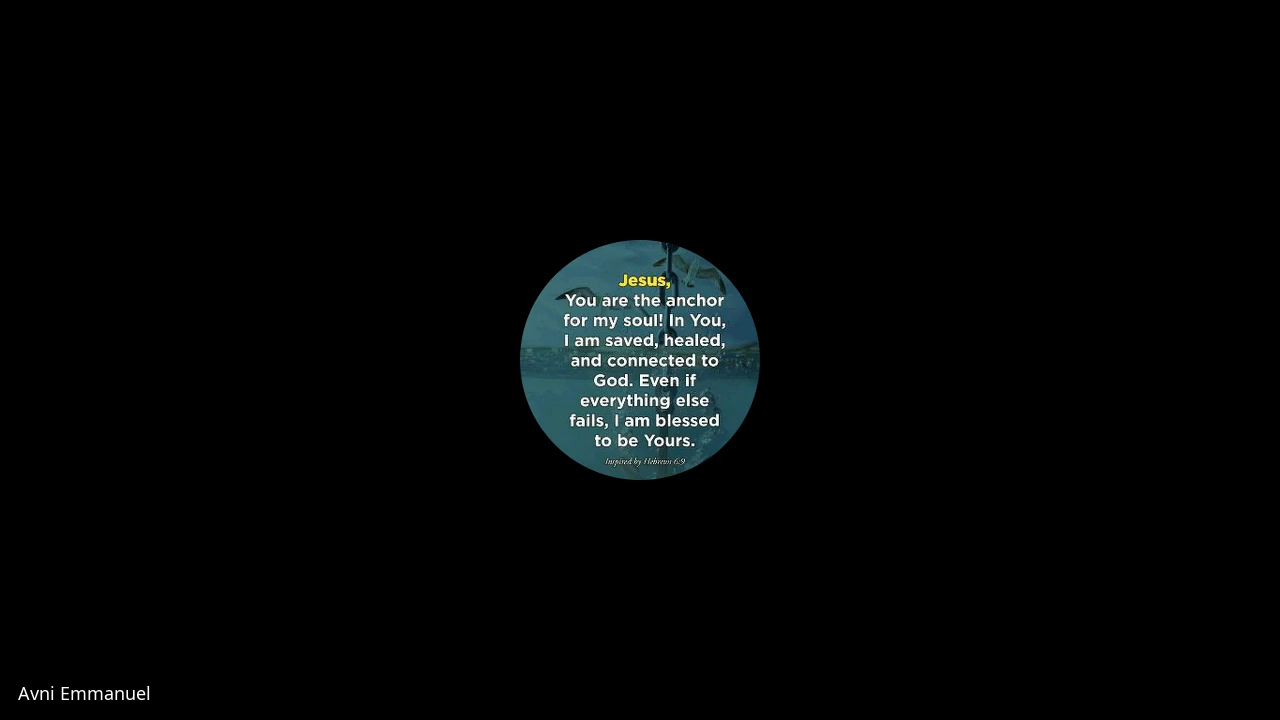 Jesus,
You are the anchor
for my soul! In You,
I am saved, healed,
and connected to
God. Even if
everything else
fails, I am blessed
to be Yours.
Inspired by Hebrews 6:9
Avni Emmanuel